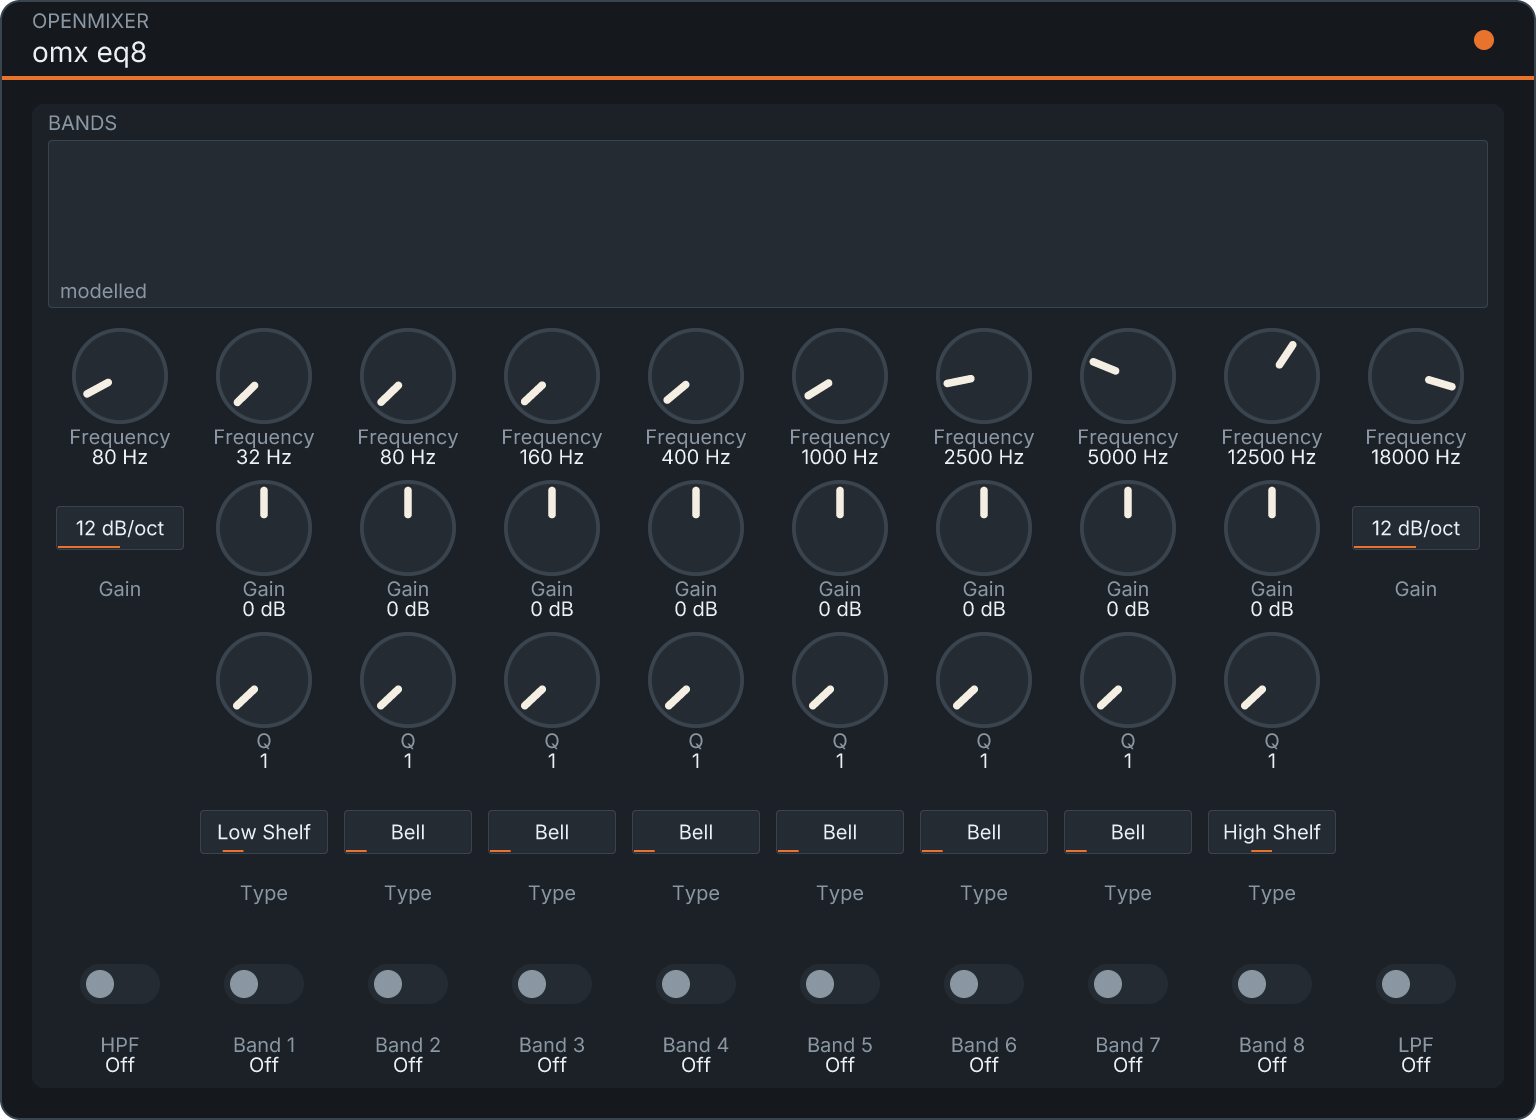 OPENMIXER
omx eq8
BANDS
modelled
Frequency Frequency Frequency Frequency Frequency Frequency Frequency Frequency Frequency Frequency
80 Hz 32 Hz 80 Hz 160 Hz 400 Hz 1000 Hz 2500 Hz 5000 Hz 12500 Hz 18000 Hz
12 dB/oct 12 dB/oct
Gain Gain Gain Gain Gain Gain Gain Gain Gain Gain
0 dB 0 dB 0 dB 0 dB 0 dB 0 dB 0 dB 0 dB
Q Q Q Q Q Q Q Q
1 1 1 1 1 1 1 1
Low Shelf Bell Bell Bell Bell Bell Bell High Shelf
Type Type Type Type Type Type Type Type
HPF Band 1 Band 2 Band 3 Band 4 Band 5 Band 6 Band 7 Band 8 LPF
Off Off Off Off Off Off Off Off Off Off